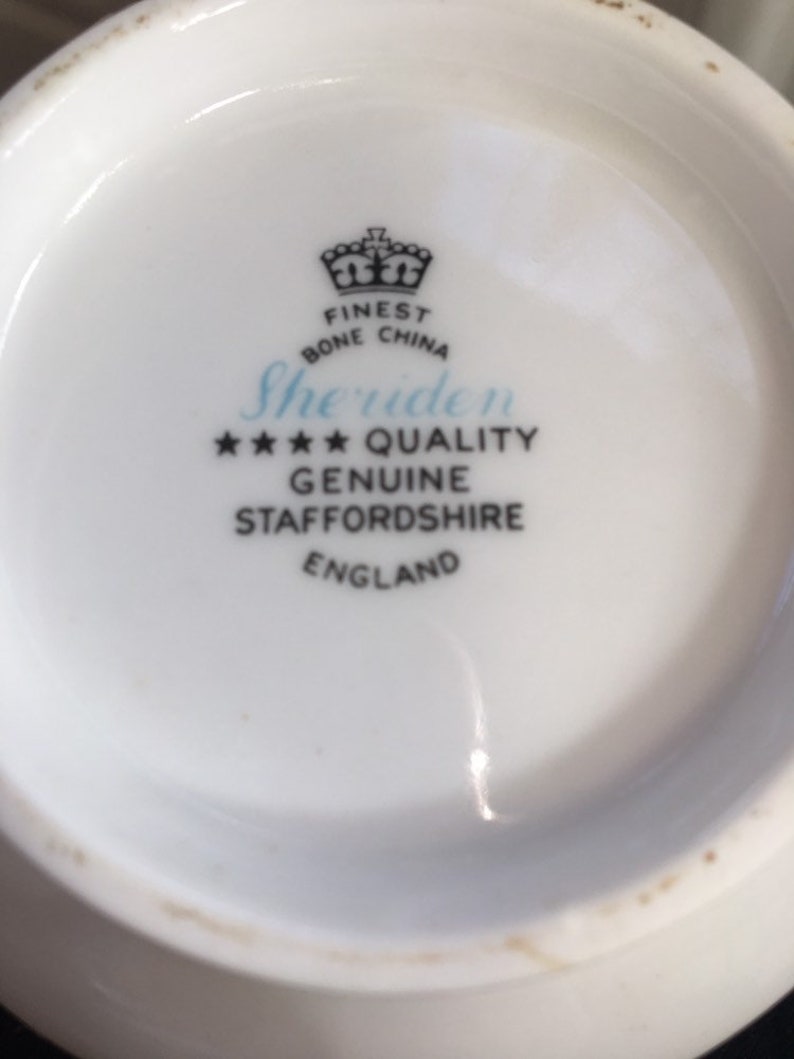 FINEST
BONE CHINA
Sheriden
★★★★ QUALITY
GENUINE
STAFFORDSHIRE
ENGLAND